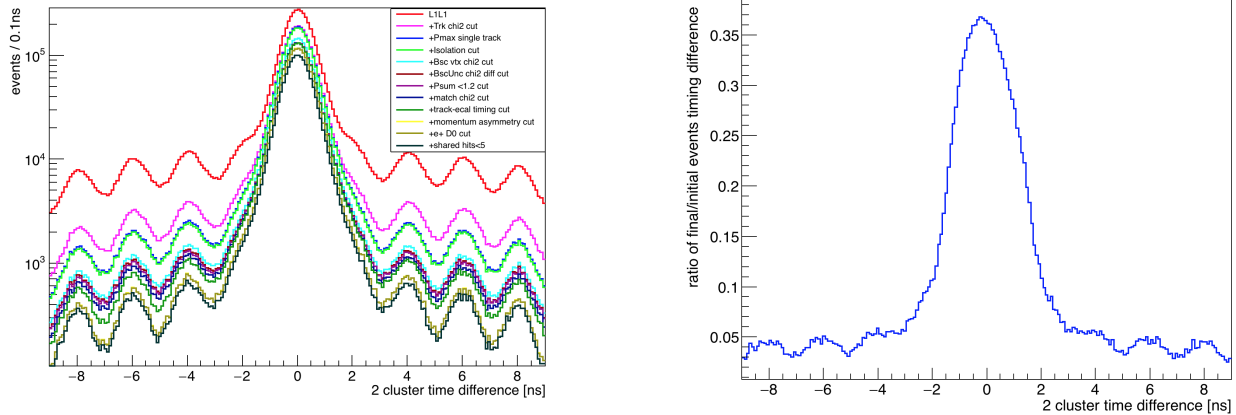 events / 0.1ns
10^5
10^4
10^3
L1L1
+Trk chi2 cut
+Pmax single track
+Isolation cut
+Bsc vtx chi2 cut
+BscUnc chi2 diff cut
+Psum <1.2 cut
+match chi2 cut
+track-ecal timing cut
+momentum asymmetry cut
+e+ D0 cut
+shared hits<5
−8 −6 −4 −2 0 2 4 6 8
2 cluster time difference [ns]
ratio of final/initial events timing difference
0.35
0.3
0.25
0.2
0.15
0.1
0.05
−8 −6 −4 −2 0 2 4 6 8
2 cluster time difference [ns]